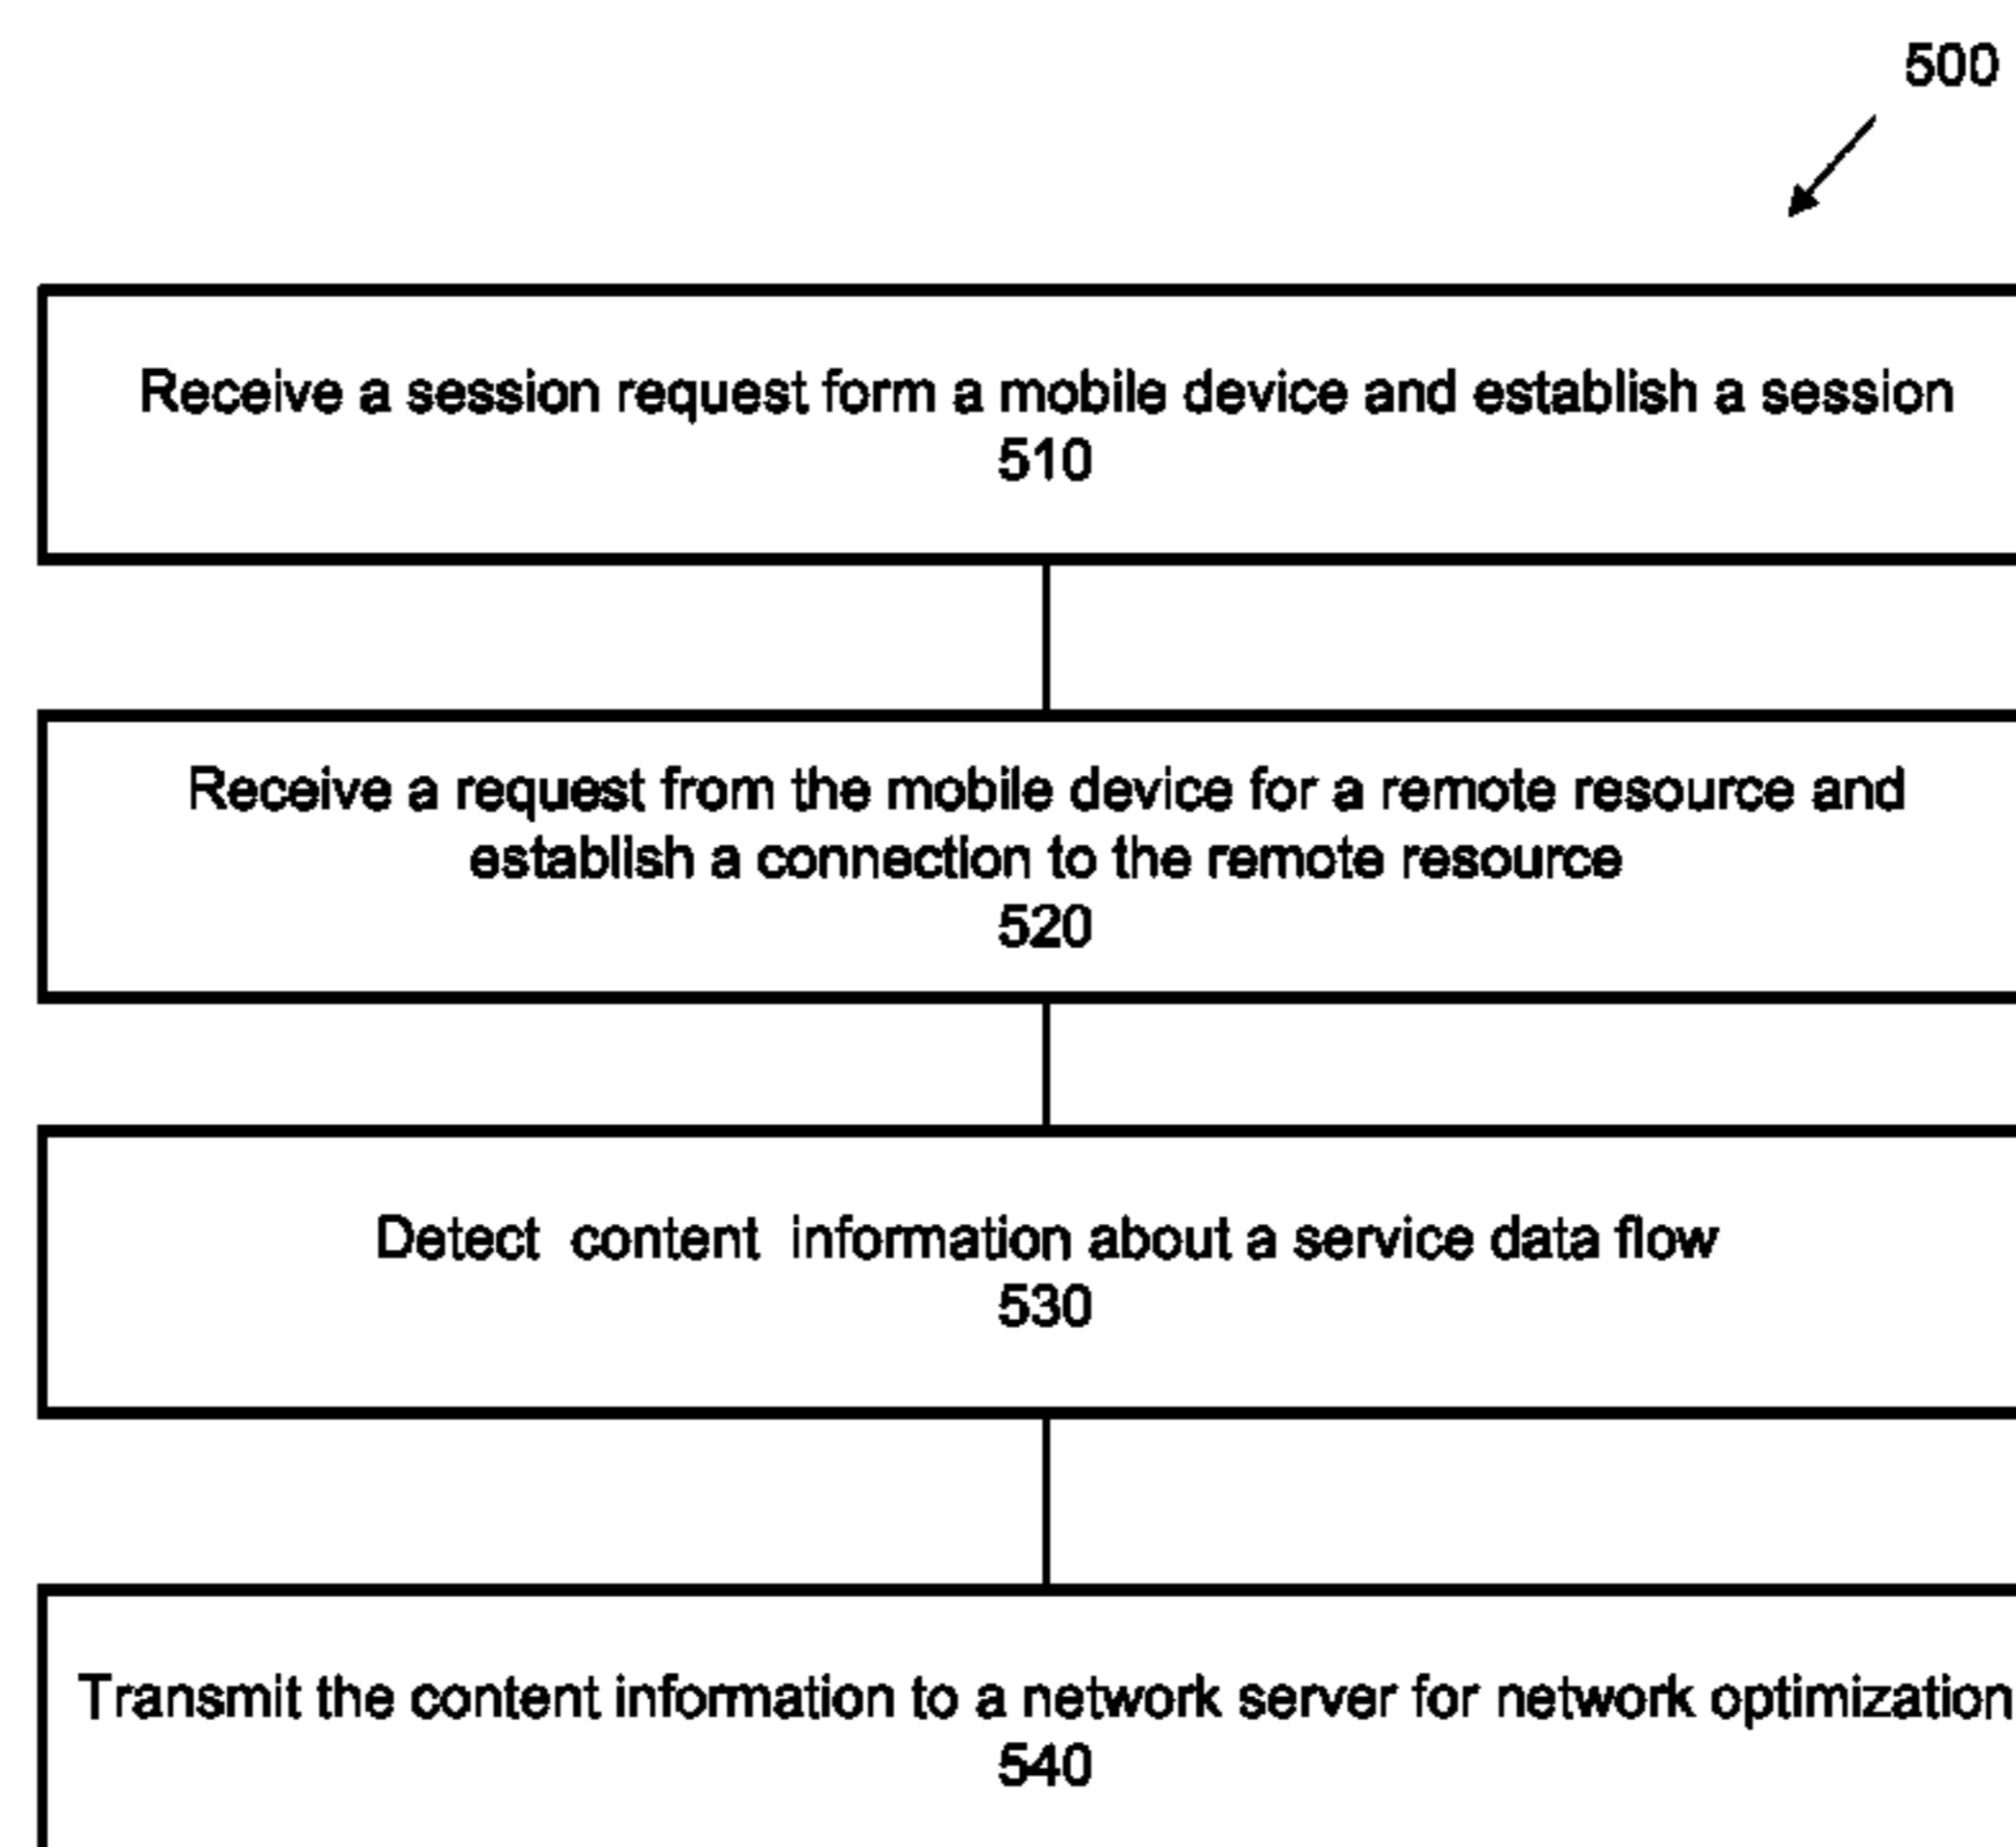 500
Receive a session request form a mobile device and establish a session
510
Receive a request from the mobile device for a remote resource and
establish a connection to the remote resource
520
Detect content information about a service data flow
530
Transmit the content information to a network server for network optimization
540